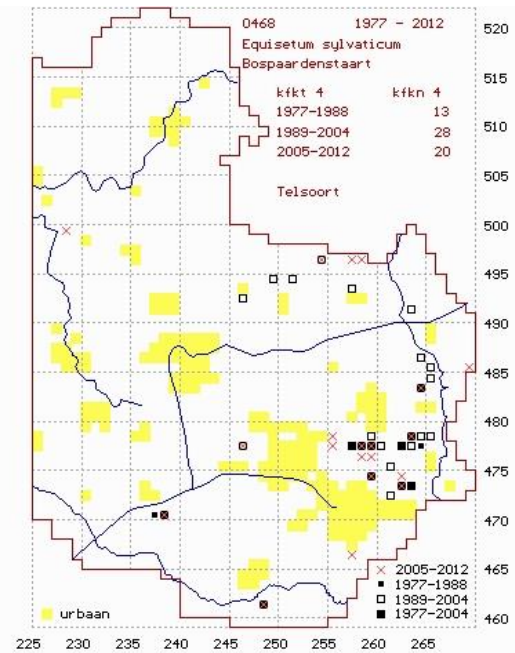 0468 1977 - 2012
Equisetum sylvaticum
Bospaardenstaart
kfkt 4 kfkn 4
1977-1988 13
1989-2004 28
2005-2012 20
Telsoort
520
515
510
505
500
495
490
485
480
475
470
465
460
2005-2012
1977-1988
1989-2004
1977-2004
urbaan
225 230 235 240 245 250 255 260 265